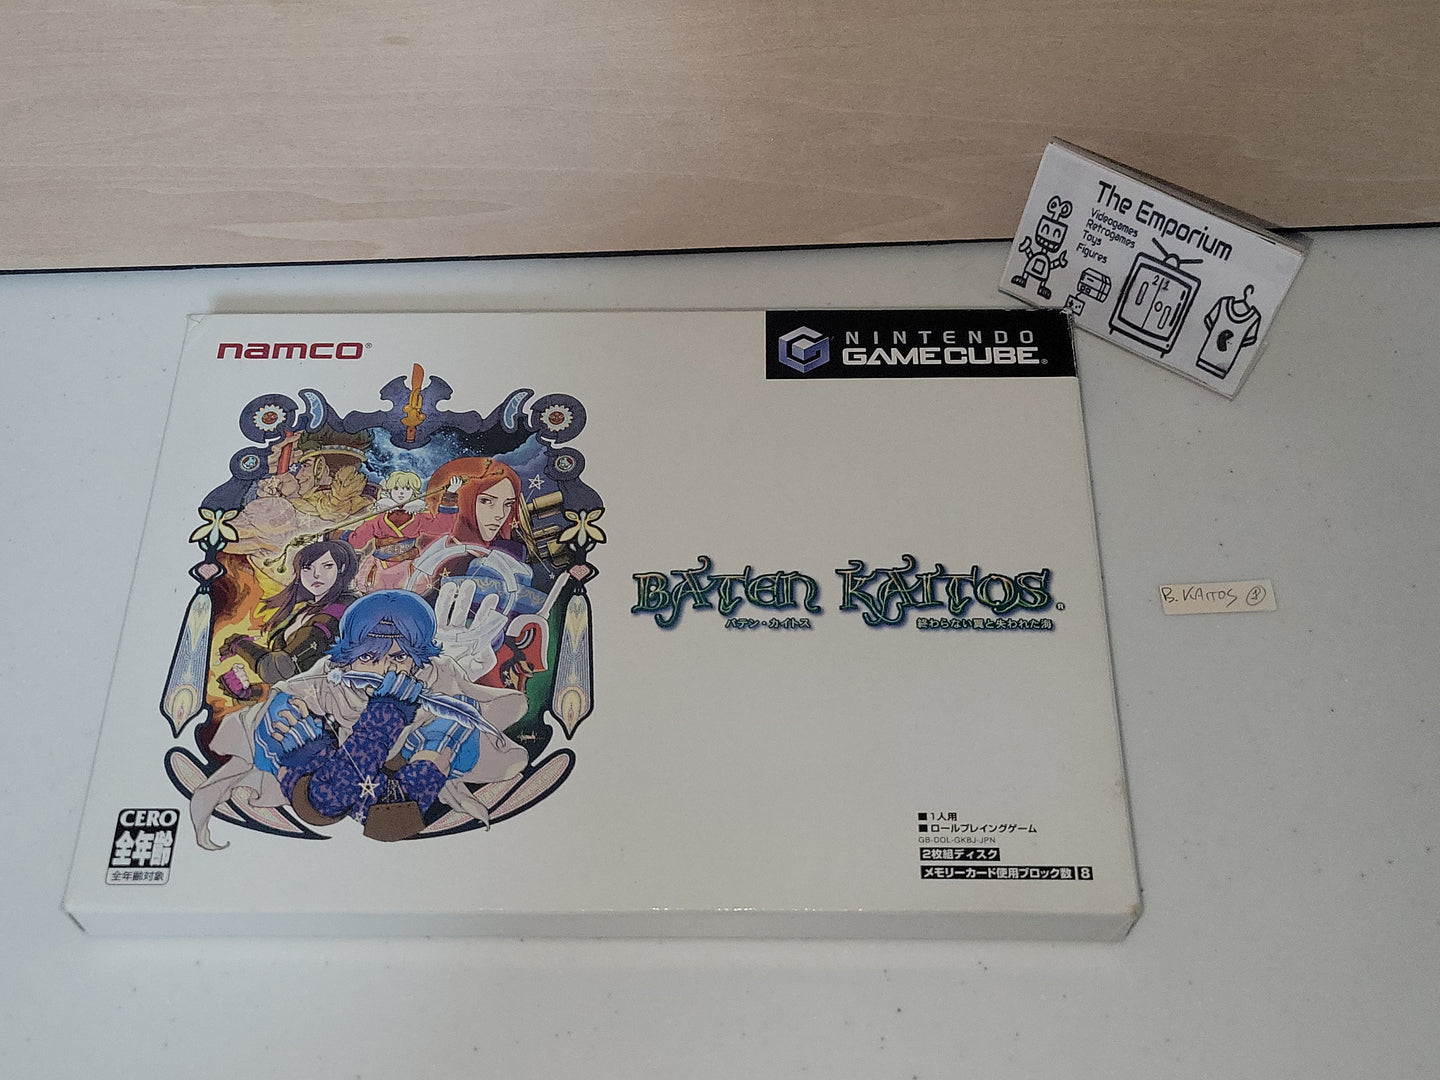 The Emporium
Videogames
Retrogames
Toys
Figures
2 1
namco®
NINTENDO
GAMECUBE®
BATEN KAITOS®
バテン・カイトス
終わらない翼と失われた海
B. KAITOS ①
CERO
全年齢
全年齢対象
■1人用
■ロールプレイングゲーム
GB-DOL-GKBJ-JPN
2枚組ディスク
メモリーカード使用ブロック数 8